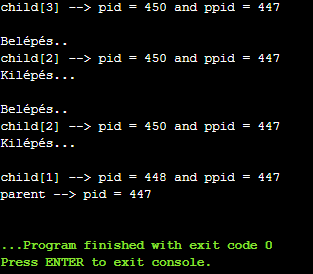 child[3] --> pid = 450 and ppid = 447
Belépés..
child[2] --> pid = 450 and ppid = 447
Kilépés...
Belépés..
child[2] --> pid = 450 and ppid = 447
Kilépés...
child[1] --> pid = 448 and ppid = 447
parent --> pid = 447
...Program finished with exit code 0
Press ENTER to exit console.